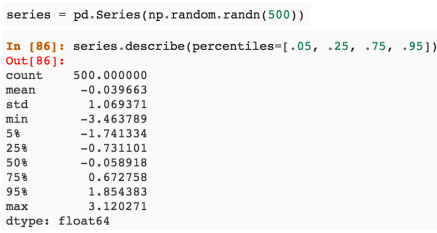 series = pd.Series(np.random.randn(500))
In [86]: series.describe(percentiles=[.05, .25, .75, .95])
Out[86]:
count 500.000000
mean -0.039663
std 1.069371
min -3.463789
5% -1.741334
25% -0.731101
50% -0.058918
75% 0.672758
95% 1.854383
max 3.120271
dtype: float64